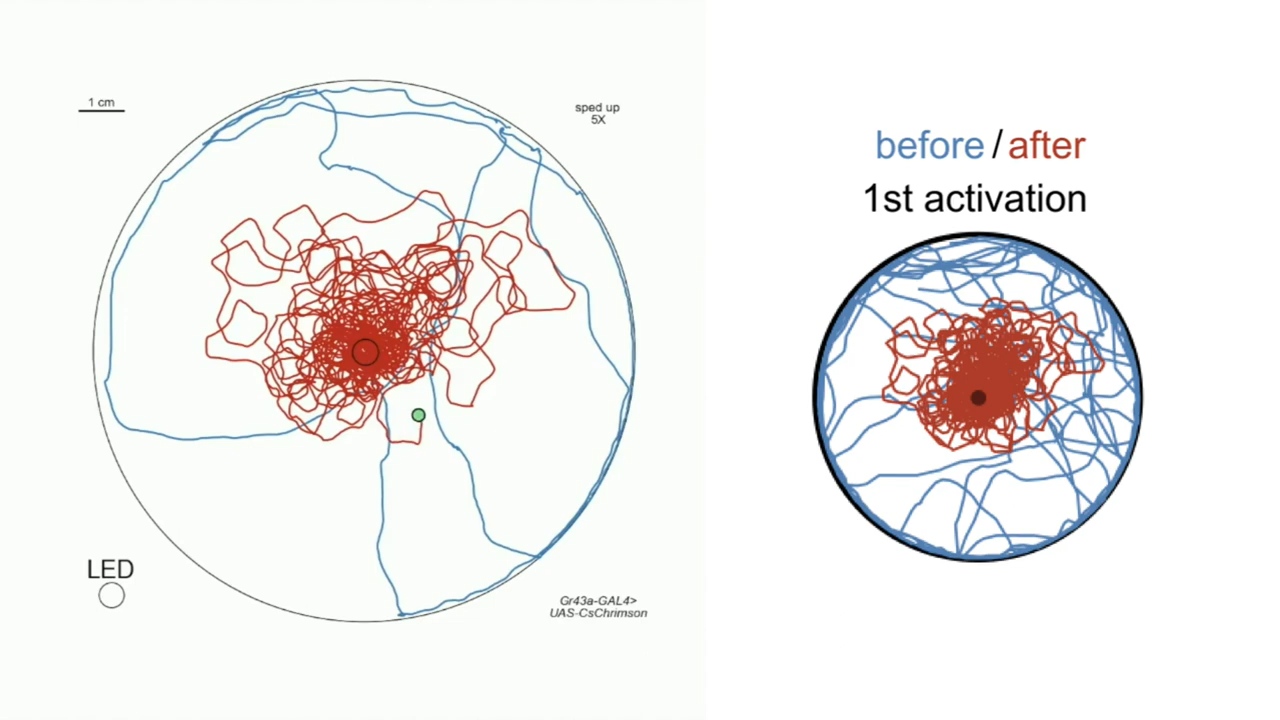 1 cm
sped up
5X
LED
Gr43a-GAL4>
UAS-CsChrimson
before / after
1st activation